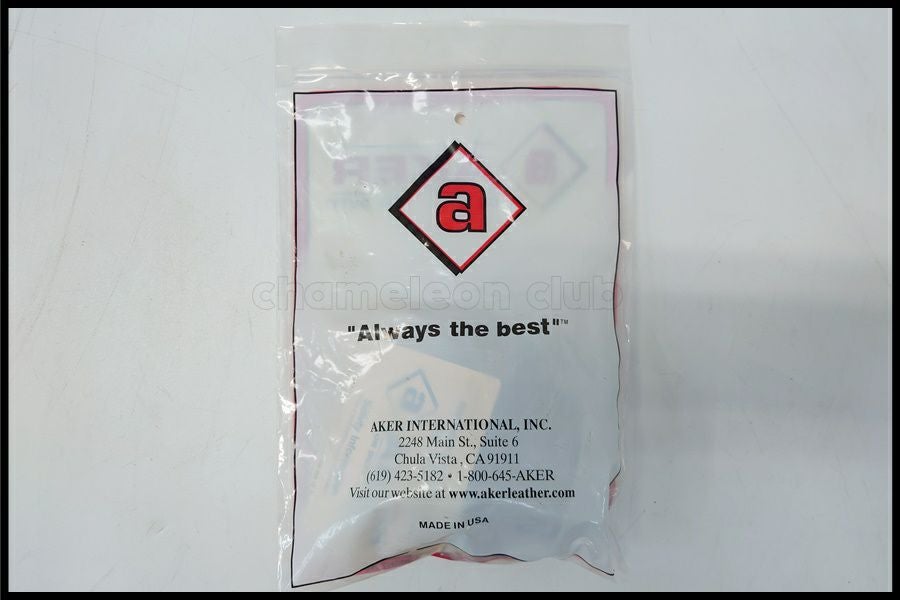 a
chameleon club
"Always the best"™
AKER INTERNATIONAL, INC.
2248 Main St., Suite 6
Chula Vista , CA 91911
(619) 423-5182 • 1-800-645-AKER
Visit our website at www.akerleather.com
MADE IN USA